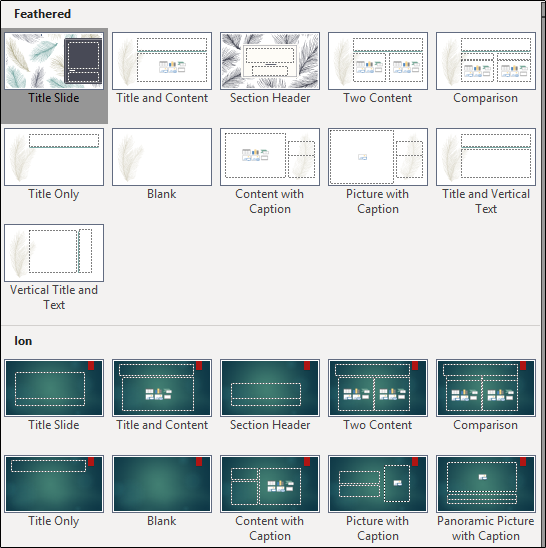 Feathered
Title Slide
Title and Content
Section Header
Two Content
Comparison
Title Only
Blank
Content with
Caption
Picture with
Caption
Title and Vertical
Text
Vertical Title and
Text
Ion
Title Slide
Title and Content
Section Header
Two Content
Comparison
Title Only
Blank
Content with
Caption
Picture with
Caption
Panoramic Picture
with Caption